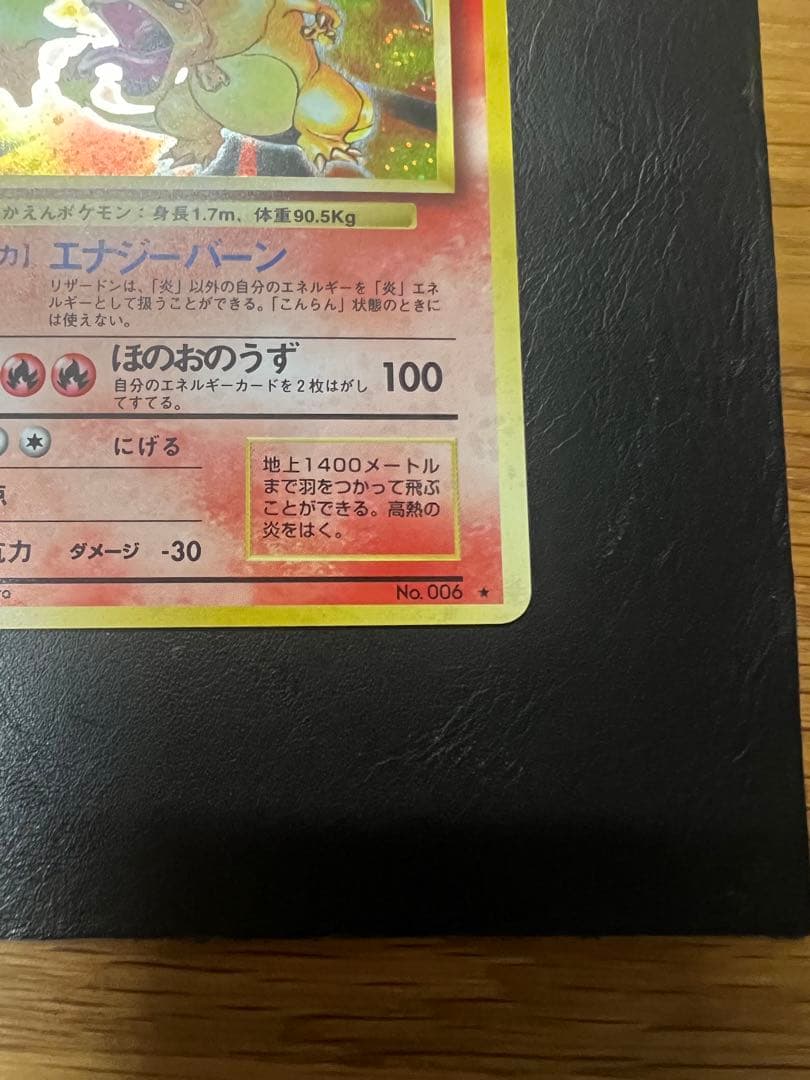 かえんポケモン：身長1.7m、体重90.5Kg
力】エナジーバーン
リザードンは、「炎」以外の自分のエネルギーを「炎」エネ
ルギーとして扱うことができる。「こんらん」状態のときに
は使えない。
ほのおのうず 100
自分のエネルギーカードを2枚はがし
てすてる。
にげる
地上1400メートル
まで羽をつかって飛ぶ
ことができる。高熱の
炎をはく。
抗力 ダメージ -30
No. 006 ★